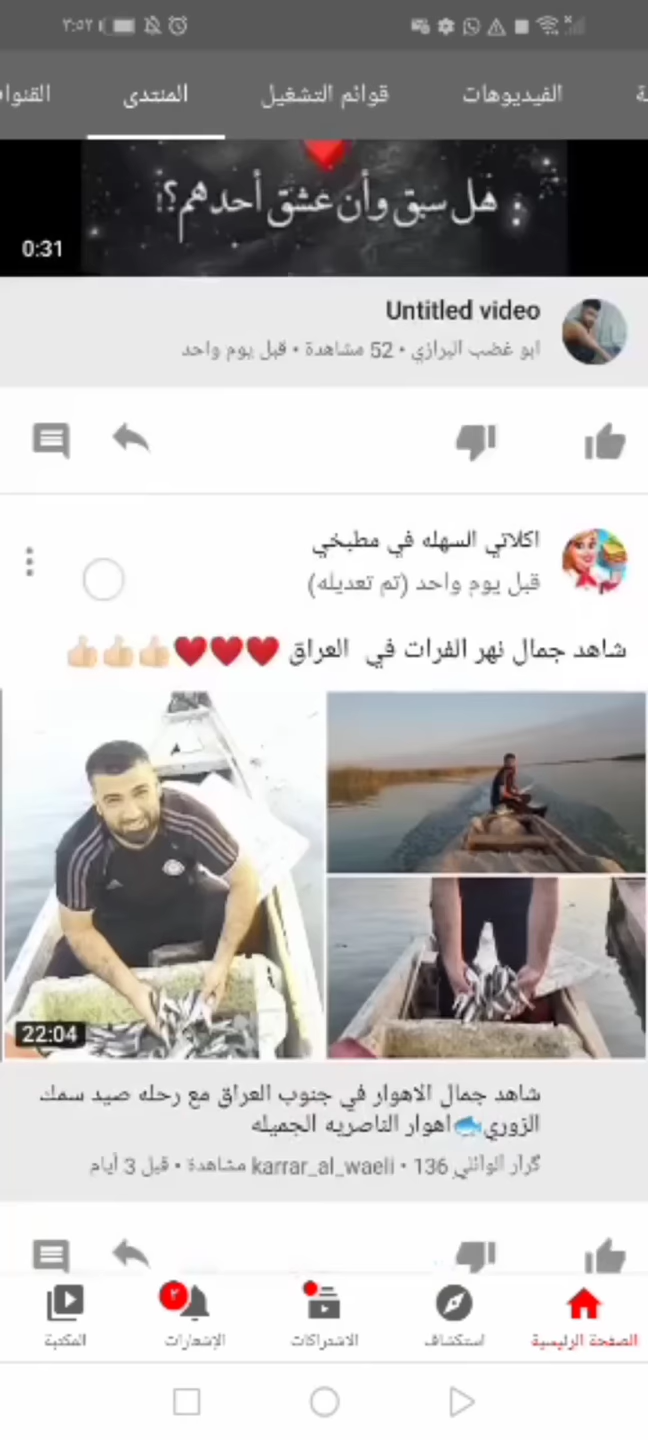 ٣:٥٢
القنوا
المنتدى
قوائم التشغيل
الفيديوهات
ة
هل سبق وأن عشق أحدهم؟!
0:31
Untitled video
ابو غضب البرازي • 52 مشاهدة • قبل يوم واحد
اكلاتي السهله في مطبخي
قبل يوم واحد (تم تعديله)
شاهد جمال نهر الفرات في العراق ❤️❤️❤️👍🏻👍🏻👍🏻
22:04
شاهد جمال الاهوار في جنوب العراق مع رحله صيد سمك
الزوري🐟اهوار الناصريه الجميله
كرار الوائلي karrar_al_waeli • 136 مشاهدة • قبل 3 أيام
٢
الصفحة الرئيسية
استكشاف
الاشتراكات
الإشعارات
المكتبة